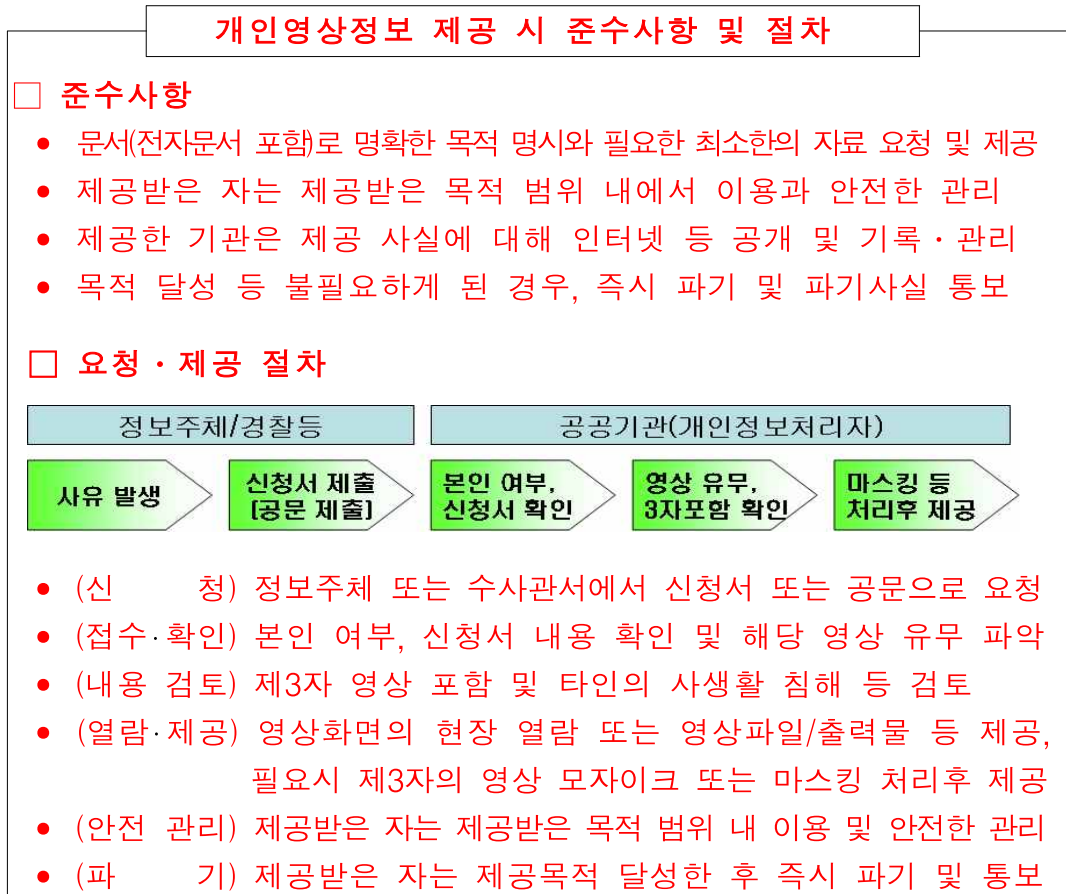 개인영상정보 제공 시 준수사항 및 절차
□ 준수사항
● 문서(전자문서 포함)로 명확한 목적 명시와 필요한 최소한의 자료 요청 및 제공
● 제공받은 자는 제공받은 목적 범위 내에서 이용과 안전한 관리
● 제공한 기관은 제공 사실에 대해 인터넷 등 공개 및 기록·관리
● 목적 달성 등 불필요하게 된 경우, 즉시 파기 및 파기사실 통보
□ 요청·제공 절차
정보주체/경찰등
공공기관(개인정보처리자)
사유 발생
신청서 제출
[공문 제출]
본인 여부,
신청서 확인
영상 유무,
3자포함 확인
마스킹 등
처리후 제공
● (신 청) 정보주체 또는 수사관서에서 신청서 또는 공문으로 요청
● (접수·확인) 본인 여부, 신청서 내용 확인 및 해당 영상 유무 파악
● (내용 검토) 제3자 영상 포함 및 타인의 사생활 침해 등 검토
● (열람·제공) 영상화면의 현장 열람 또는 영상파일/출력물 등 제공,
필요시 제3자의 영상 모자이크 또는 마스킹 처리후 제공
● (안전 관리) 제공받은 자는 제공받은 목적 범위 내 이용 및 안전한 관리
● (파 기) 제공받은 자는 제공목적 달성한 후 즉시 파기 및 통보